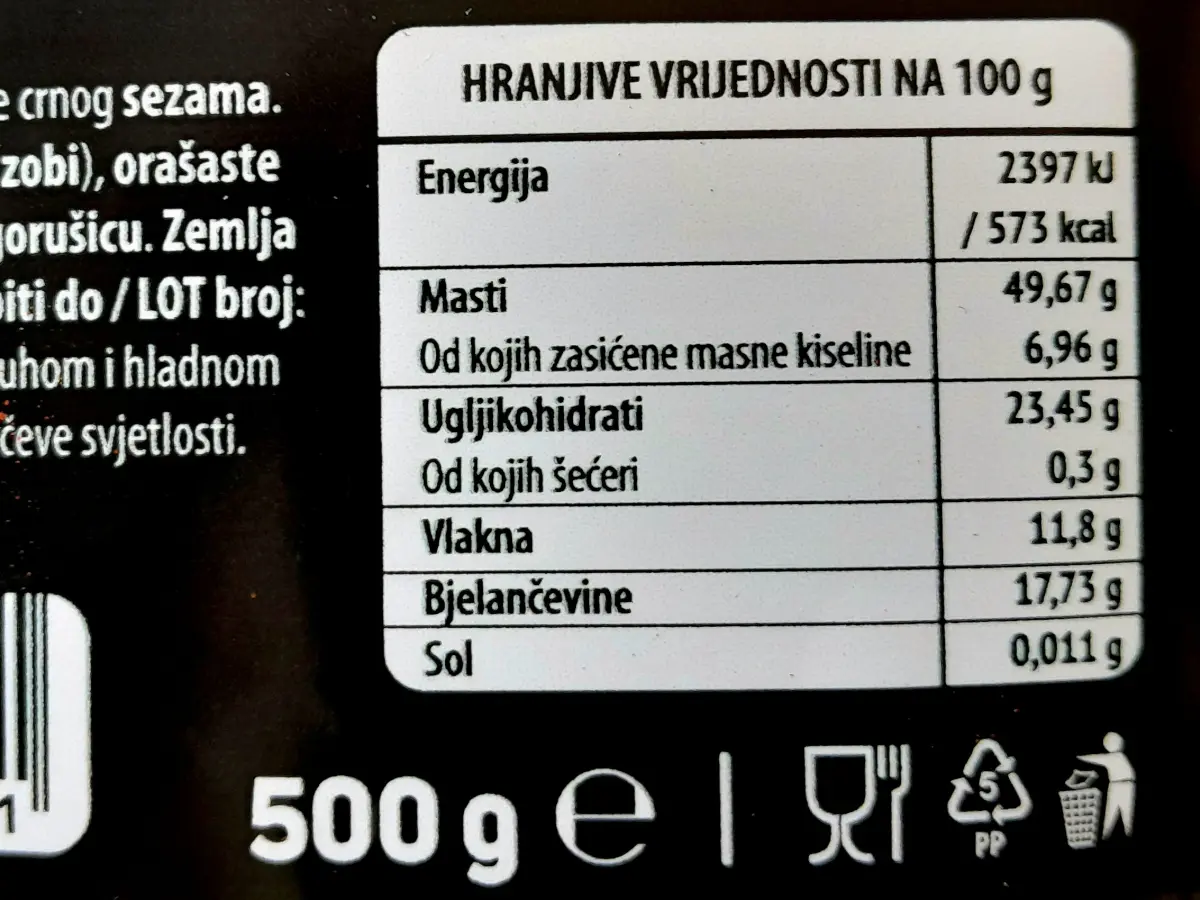 e crnog sezama.
zobi), orašaste
gorušicu. Zemlja
biti do / LOT broj:
uhom i hladnom
čeve svjetlosti.
HRANJIVE VRIJEDNOSTI NA 100 g
Energija 2397 kJ
/ 573 kcal
Masti 49,67 g
Od kojih zasićene masne kiseline 6,96 g
Ugljikohidrati 23,45 g
Od kojih šećeri 0,3 g
Vlakna 11,8 g
Bjelančevine 17,73 g
Sol 0,011 g
1
500 g e
5
PP